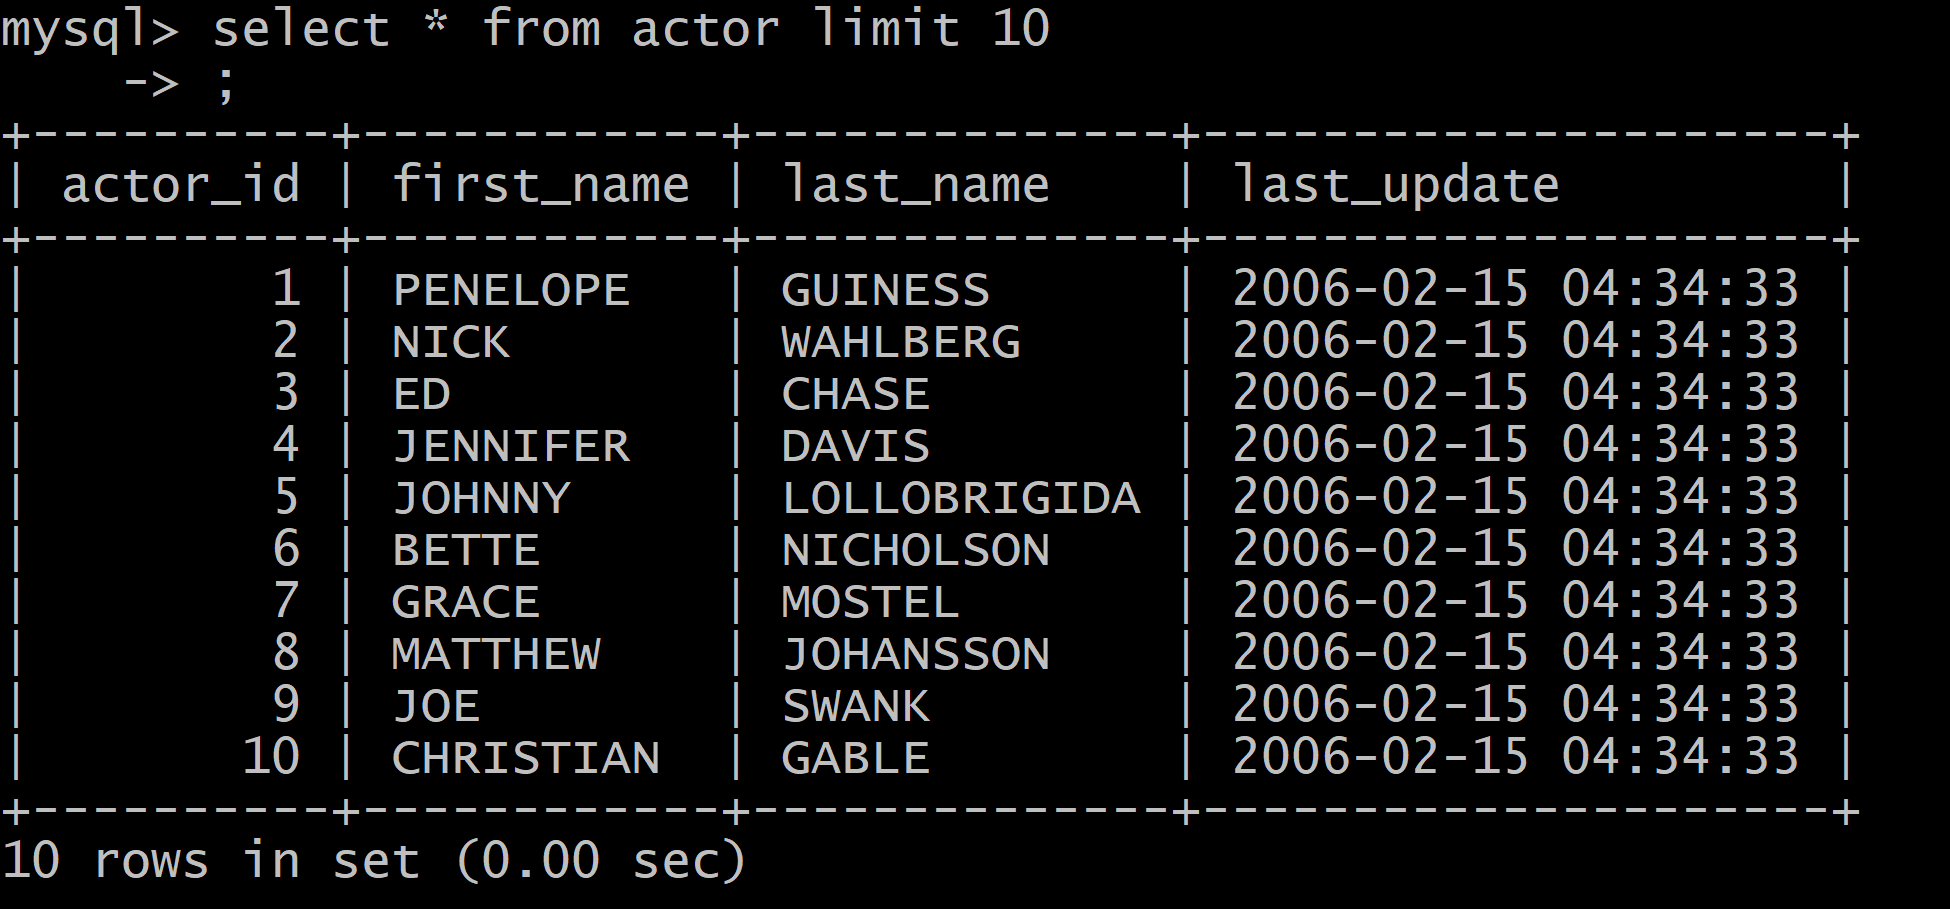 mysql> select * from actor limit 10
    -> ;
+----------+------------+--------------+---------------------+
| actor_id | first_name | last_name    | last_update         |
+----------+------------+--------------+---------------------+
|        1 | PENELOPE   | GUINESS      | 2006-02-15 04:34:33 |
|        2 | NICK       | WAHLBERG     | 2006-02-15 04:34:33 |
|        3 | ED         | CHASE        | 2006-02-15 04:34:33 |
|        4 | JENNIFER   | DAVIS        | 2006-02-15 04:34:33 |
|        5 | JOHNNY     | LOLLOBRIGIDA | 2006-02-15 04:34:33 |
|        6 | BETTE      | NICHOLSON    | 2006-02-15 04:34:33 |
|        7 | GRACE      | MOSTEL       | 2006-02-15 04:34:33 |
|        8 | MATTHEW    | JOHANSSON    | 2006-02-15 04:34:33 |
|        9 | JOE        | SWANK        | 2006-02-15 04:34:33 |
|       10 | CHRISTIAN  | GABLE        | 2006-02-15 04:34:33 |
+----------+------------+--------------+---------------------+
10 rows in set (0.00 sec)